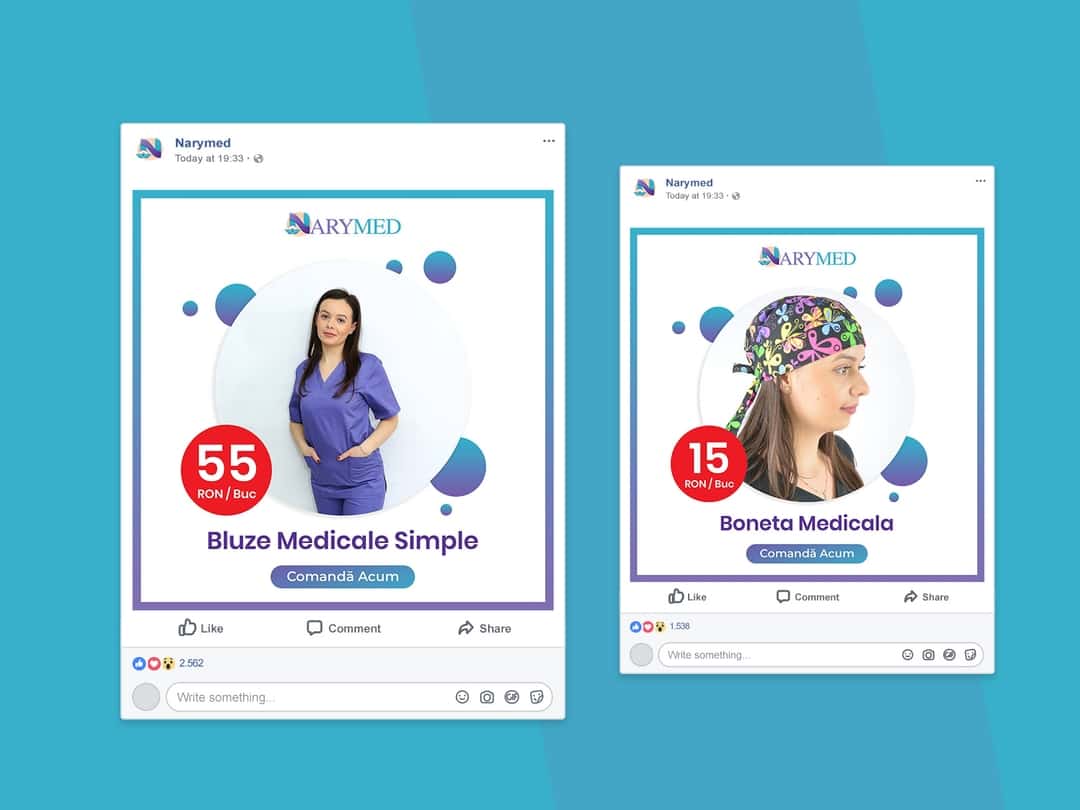 Narymed
Today at 19:33 ·
NARYMED
55
RON / Buc
Bluze Medicale Simple
Comandă Acum
Like
Comment
Share
2.562
Write something...
GIF
Narymed
Today at 19:33 ·
NARYMED
15
RON / Buc
Boneta Medicala
Comandă Acum
Like
Comment
Share
1.538
Write something...
GIF